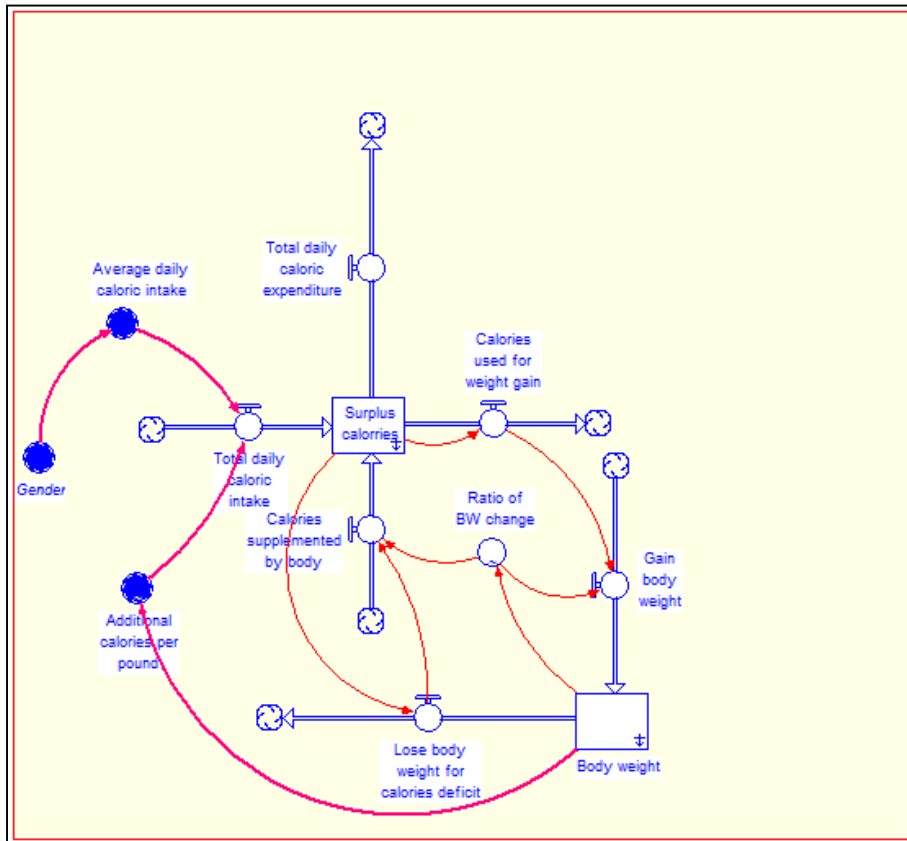 Total daily
caloric
expenditure
Average daily
caloric intake
Calories
used for
weight gain
Surplus
calorries
Total daily
caloric
intake
Gender
Ratio of
BW change
Calories
supplemented
by body
Gain
body
weight
Additional
calories per
pound
Lose body
weight for
calories deficit
Body weight